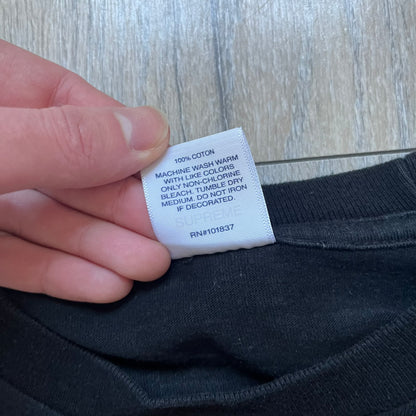 100% COTON
MACHINE WASH WARM
WITH LIKE COLORS
ONLY NON-CHLORINE
BLEACH. TUMBLE DRY
MEDIUM. DO NOT IRON
IF DECORATED.
SUPREME
RN#101837